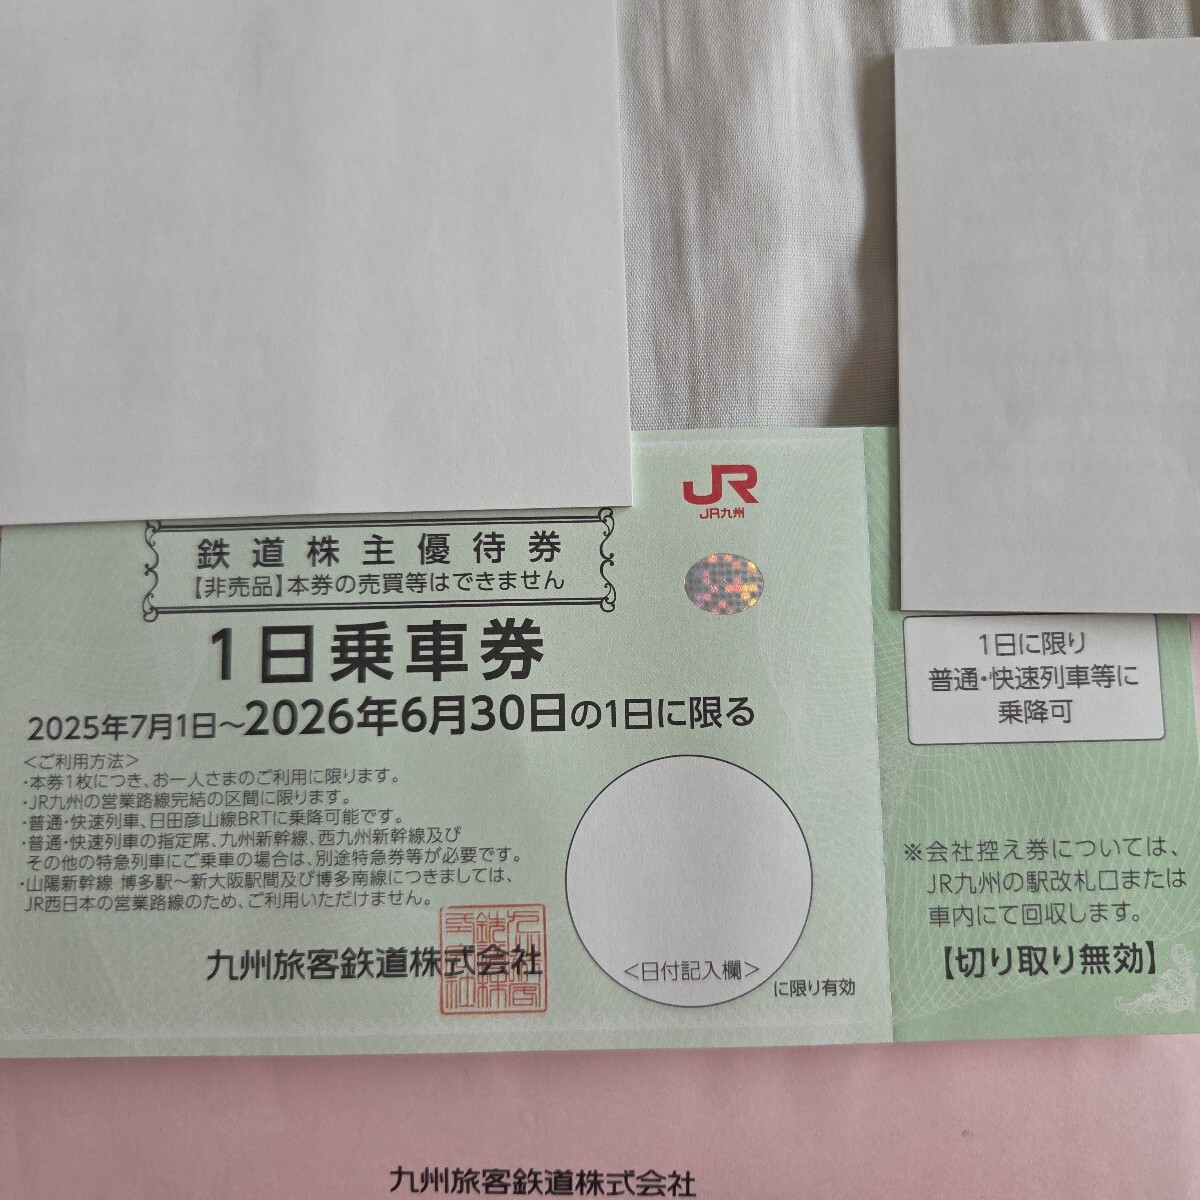 JR
JR九州
鉄道株主優待券
【非売品】本券の売買等はできません
1日乗車券
2025年7月1日～2026年6月30日の1日に限る
＜ご利用方法＞
・本券1枚につき、お一人さまのご利用に限ります。
・JR九州の営業路線完結の区間に限ります。
・普通・快速列車、日田彦山線BRTに乗降可能です。
・普通・快速列車の指定席、九州新幹線、西九州新幹線及び
その他の特急列車にご乗車の場合は、別途特急券等が必要です。
・山陽新幹線 博多駅～新大阪駅間及び博多南線につきましては、
JR西日本の営業路線のため、ご利用いただけません。
九州旅客鉄道株式会社
＜日付記入欄＞
に限り有効
1日に限り
普通・快速列車等に
乗降可
※会社控え券については、
JR九州の駅改札口または
車内にて回収します。
【切り取り無効】
九州旅客鉄道株式会社